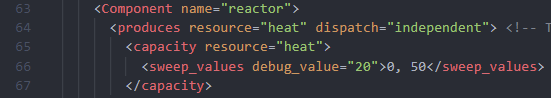 63 <Component name="reactor">
64 <produces resource="heat" dispatch="independent"> <!-- T
65 <capacity resource="heat">
66 <sweep_values debug_value="20">0, 50</sweep_values>
67 </capacity>